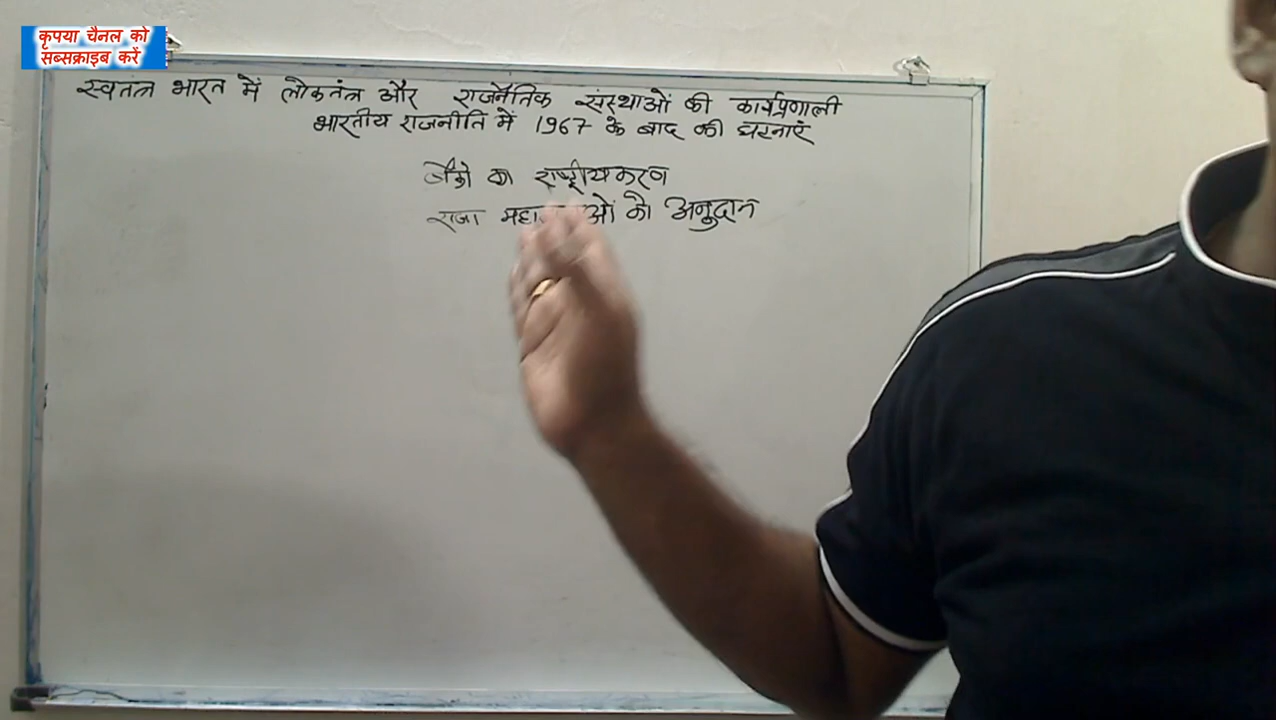 कृपया चैनल को
सब्सक्राइब करें
स्वतंत्र भारत में लोकतंत्र और राजनैतिक संस्थाओं की कार्यप्रणाली
भारतीय राजनीति में 1967 के बाद की घटनाएं
बैंको का राष्ट्रीयकरण
राजा को अनुदान